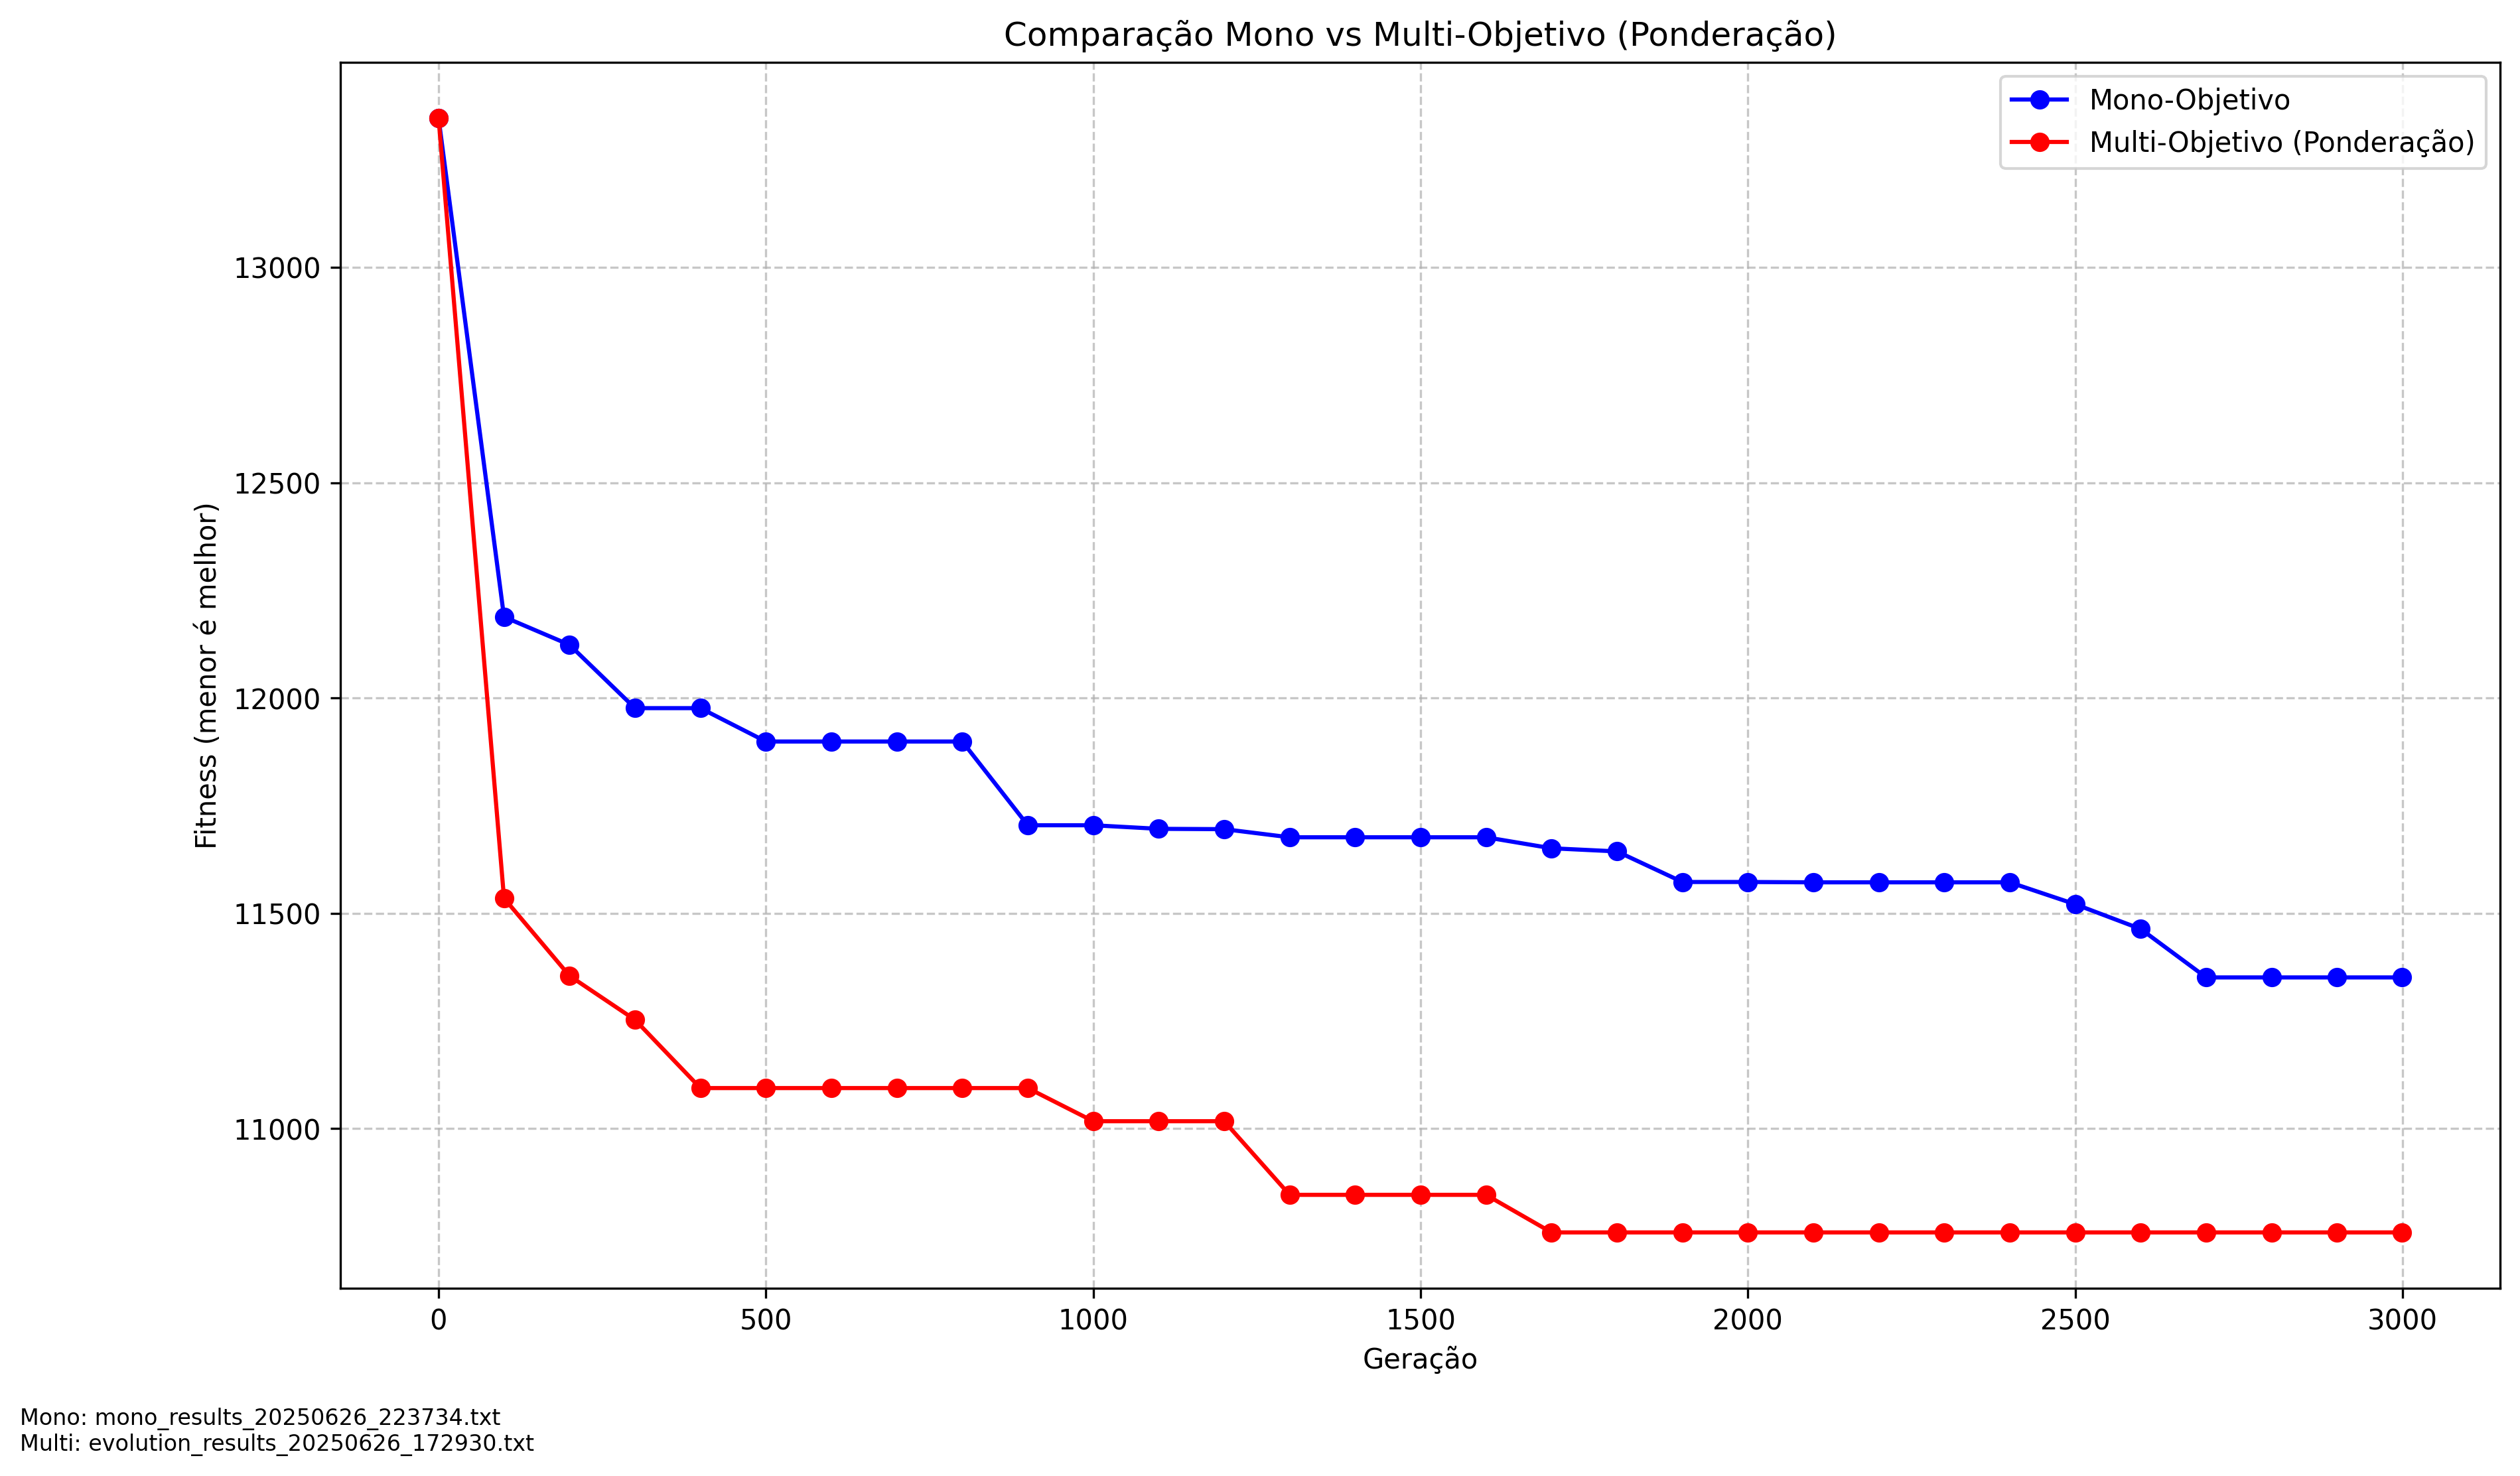 Comparação Mono vs Multi-Objetivo (Ponderação)
Mono-Objetivo
Multi-Objetivo (Ponderação)
Fitness (menor é melhor)
13000
12500
12000
11500
11000
0 500 1000 1500 2000 2500 3000
Geração
Mono: mono_results_20250626_223734.txt
Multi: evolution_results_20250626_172930.txt